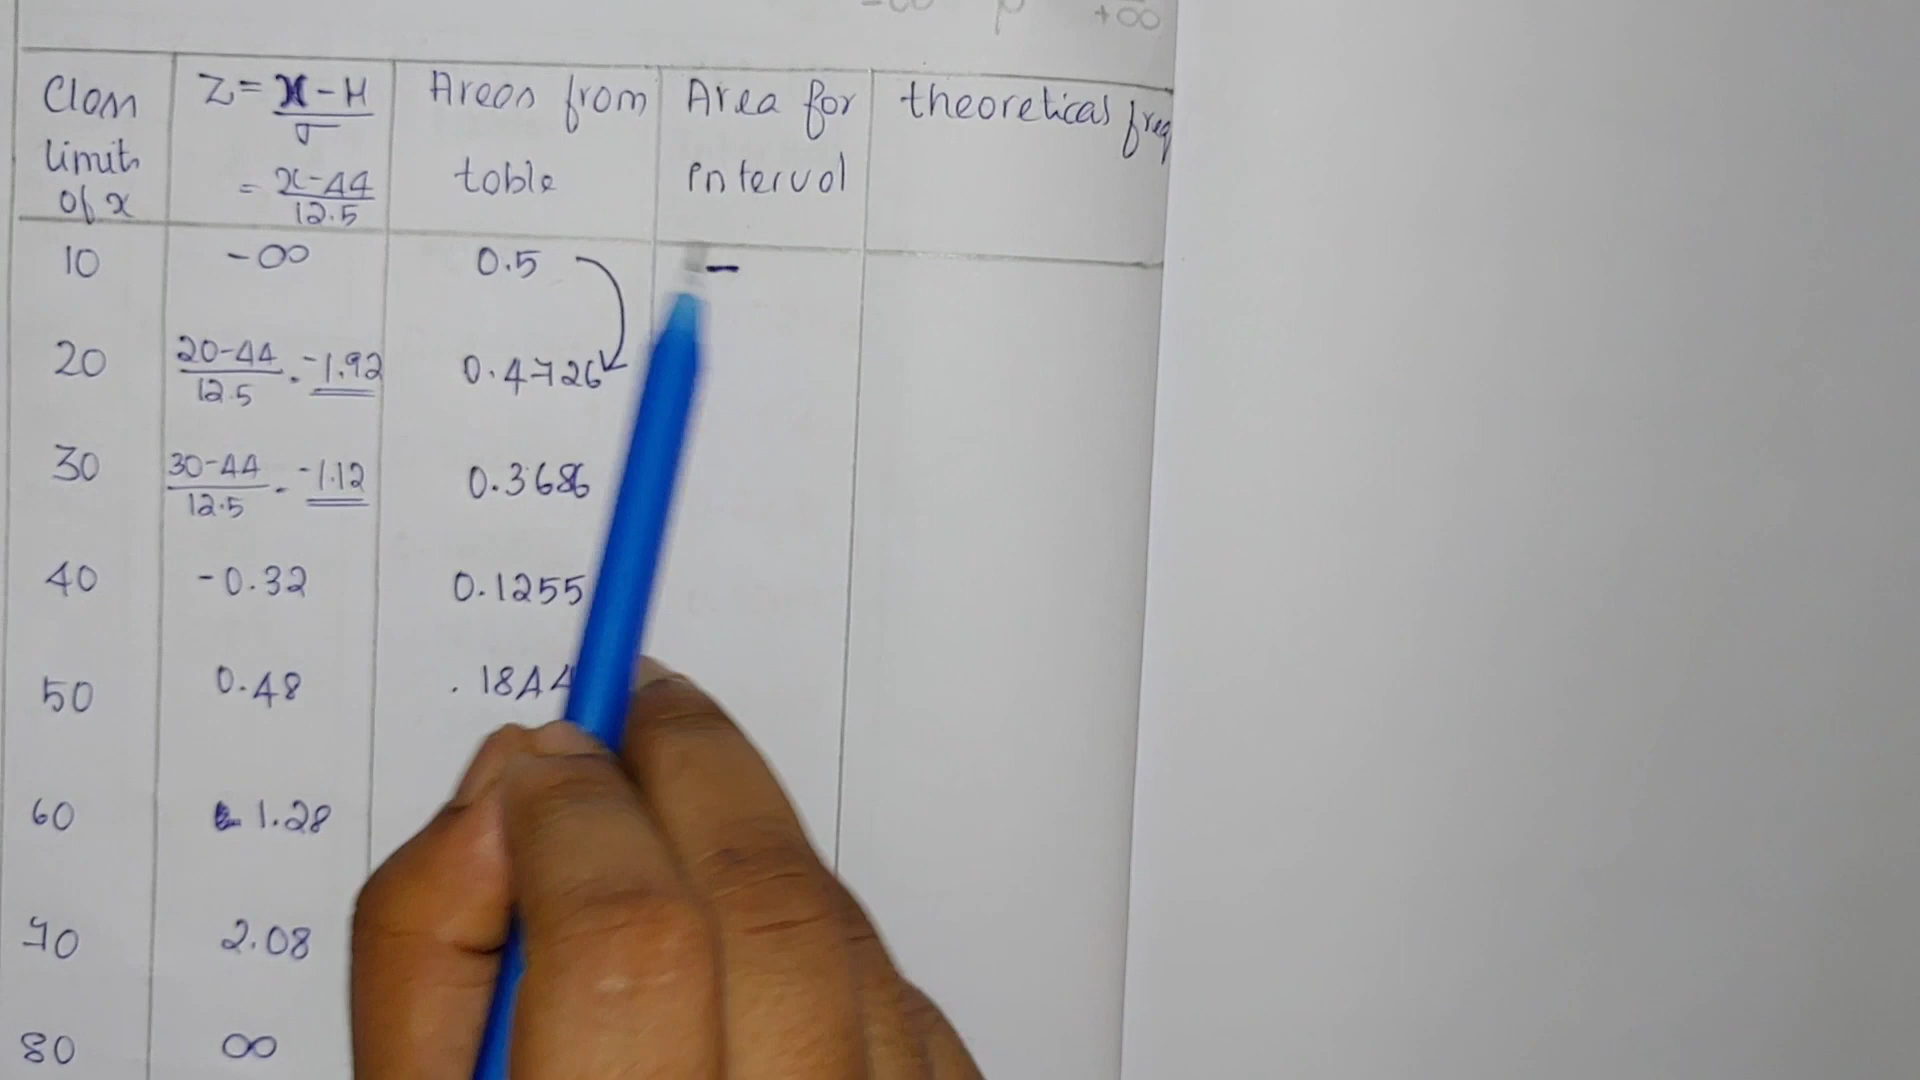 -∞ μ +∞
Class Z = x-μ Areas from Area for theoretical freq
limits σ table interval
of x = x-44
12.5
10 -∞ 0.5 -
20 20-44 = -1.92 0.4726
12.5
30 30-44 = -1.12 0.3686
12.5
40 -0.32 0.1255
50 0.48 .1844
60 1.28
70 2.08
80 ∞